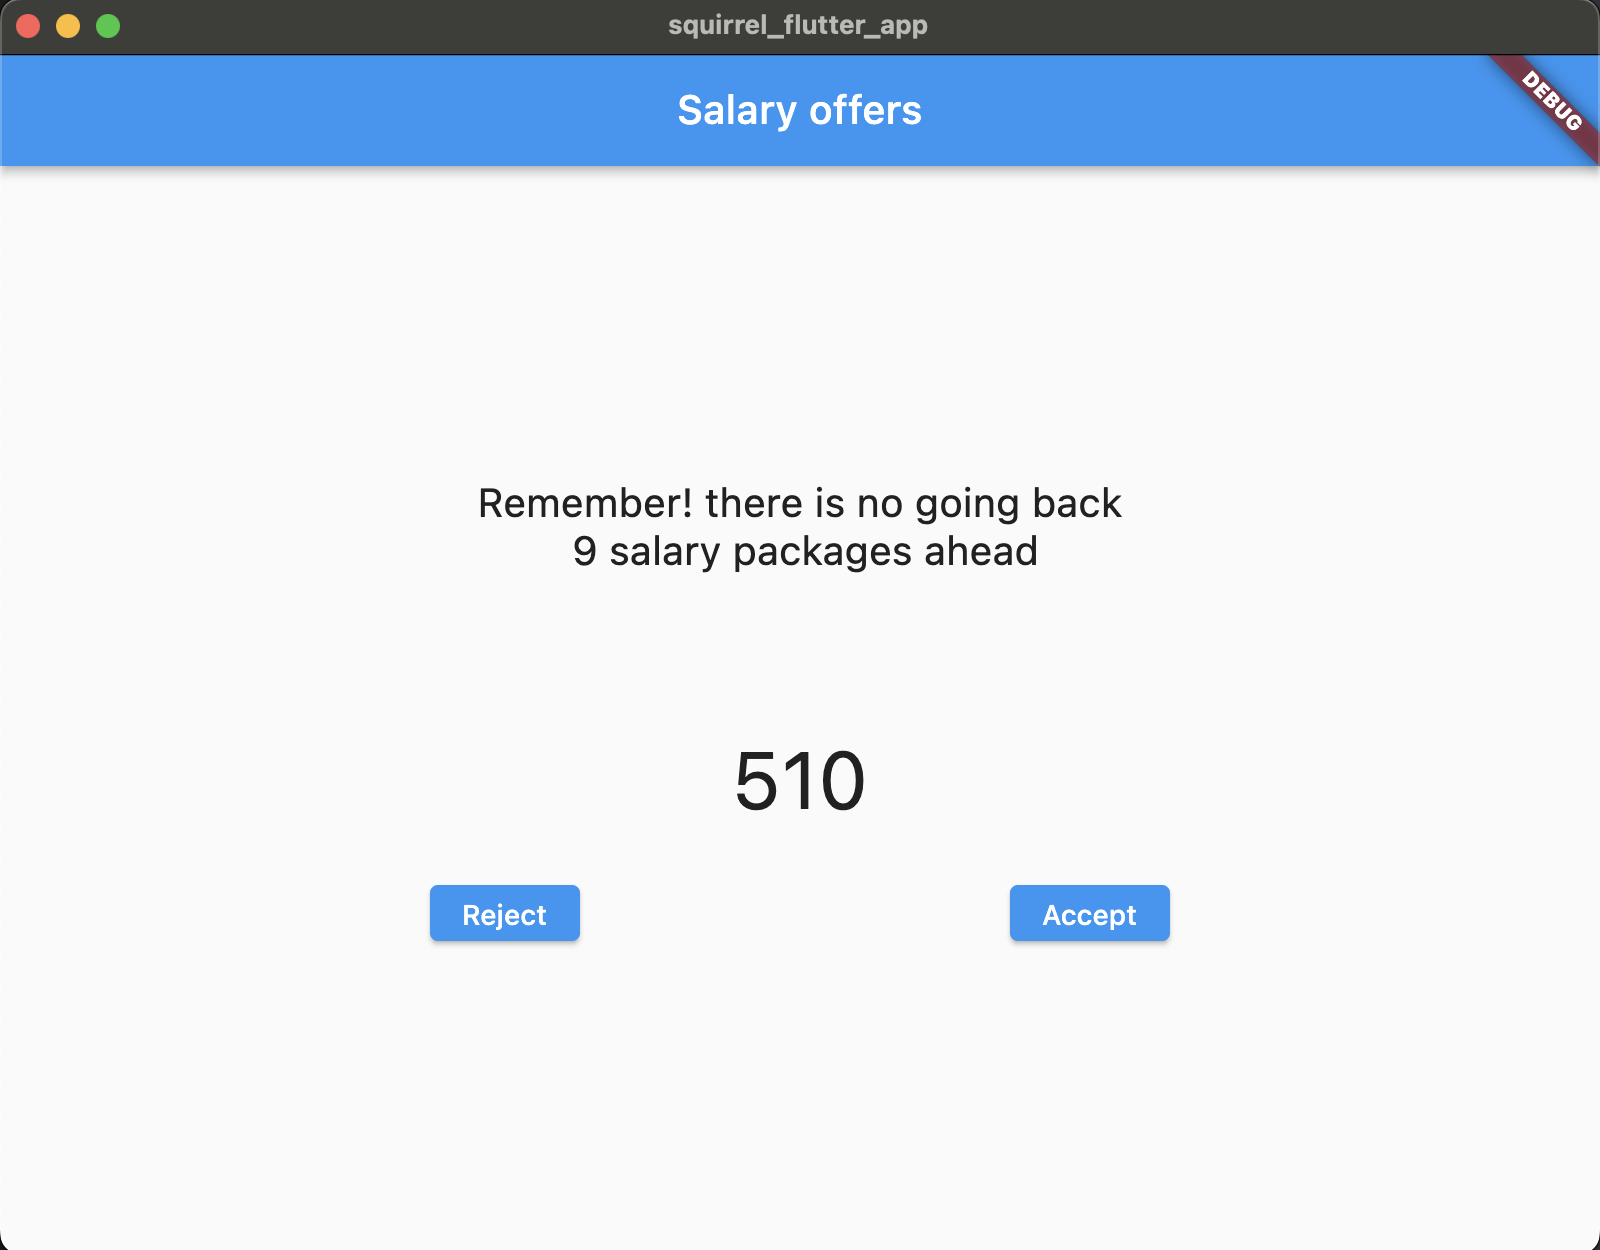 squirrel_flutter_app
Salary offers
DEBUG
Remember! there is no going back
9 salary packages ahead
510
Reject
Accept